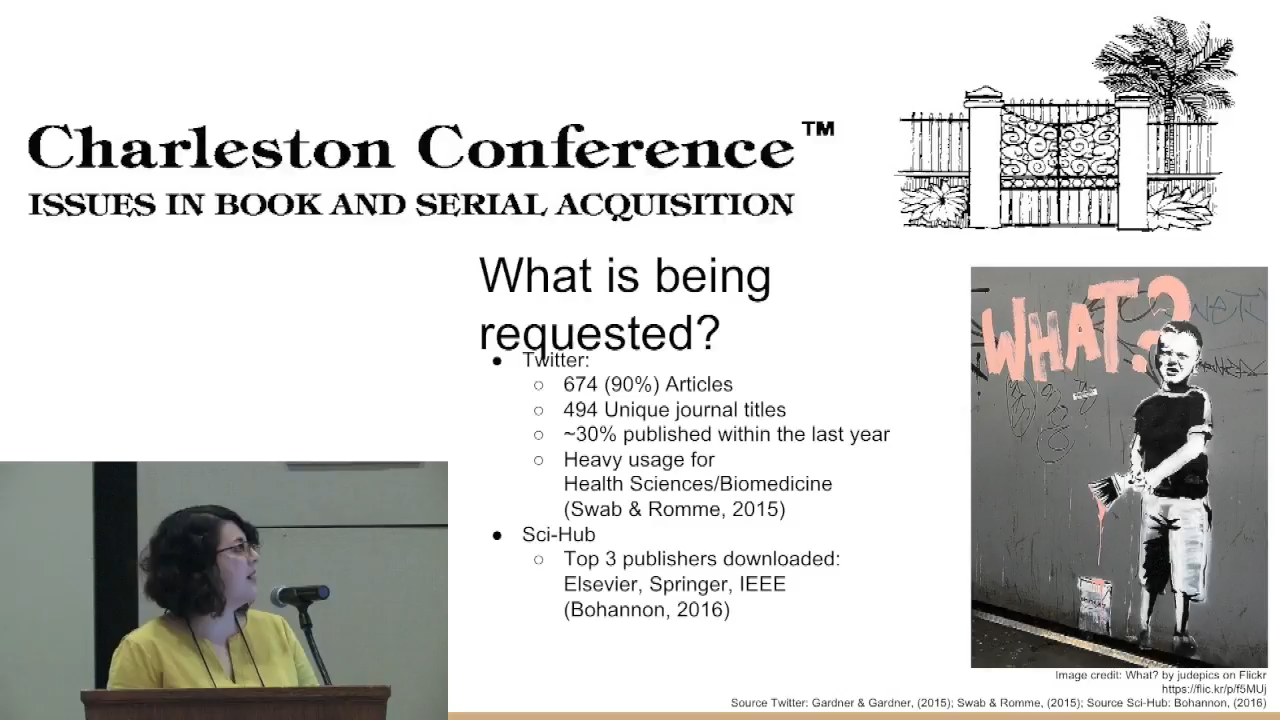 Charleston Conference™
ISSUES IN BOOK AND SERIAL ACQUISITION
What is being
requested?
● Twitter:
○ 674 (90%) Articles
○ 494 Unique journal titles
○ ~30% published within the last year
○ Heavy usage for
Health Sciences/Biomedicine
(Swab & Romme, 2015)
● Sci-Hub
○ Top 3 publishers downloaded:
Elsevier, Springer, IEEE
(Bohannon, 2016)
WHAT?
Image credit: What? by judepics on Flickr
https://flic.kr/p/f5MUj
Source Twitter: Gardner & Gardner, (2015); Swab & Romme, (2015); Source Sci-Hub: Bohannon, (2016)